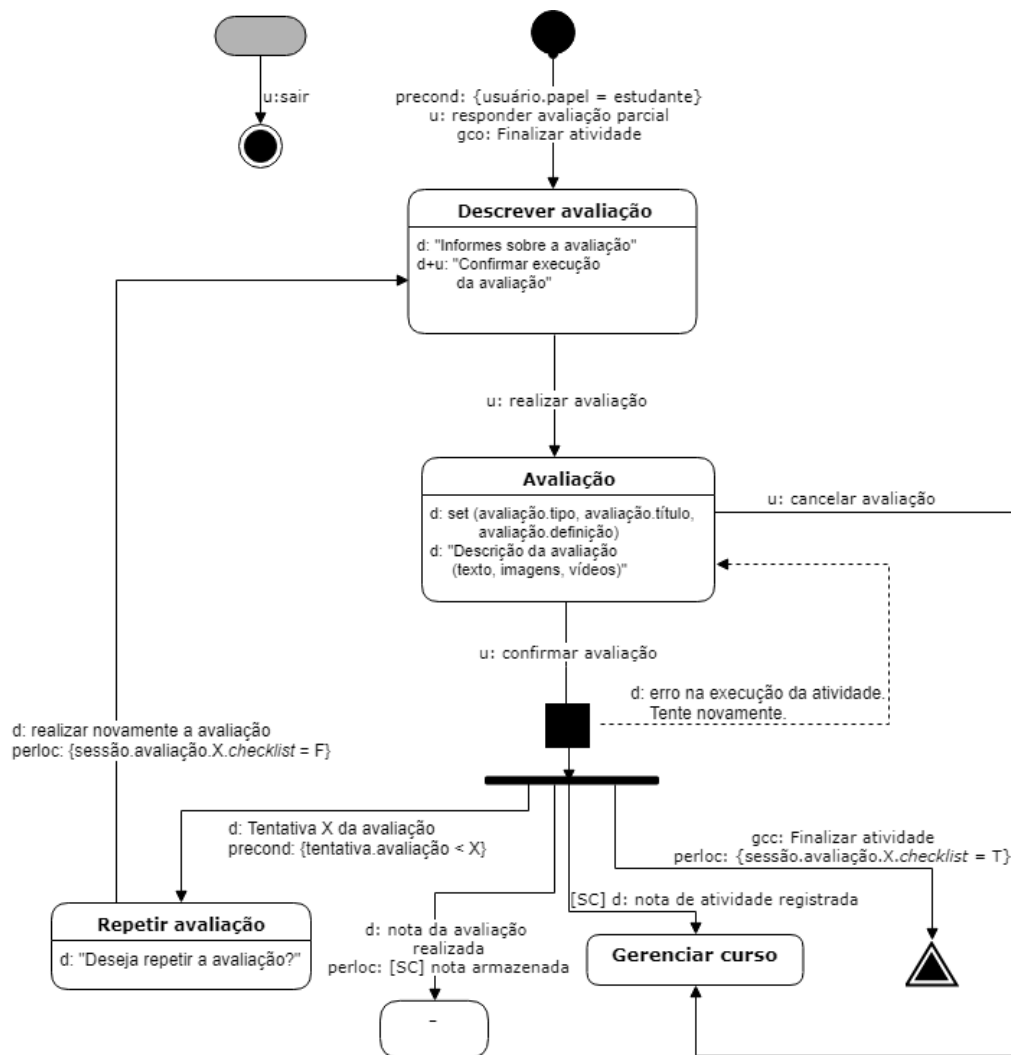 u:sair
precond: {usuário.papel = estudante}
u: responder avaliação parcial
gco: Finalizar atividade
Descrever avaliação
d: "Informes sobre a avaliação"
d+u: "Confirmar execução
da avaliação"
u: realizar avaliação
Avaliação
d: set (avaliação.tipo, avaliação.título,
avaliação.definição)
d: "Descrição da avaliação
(texto, imagens, vídeos)"
u: cancelar avaliação
u: confirmar avaliação
d: erro na execução da atividade.
Tente novamente.
d: realizar novamente a avaliação
perloc: {sessão.avaliação.X.checklist = F}
d: Tentativa X da avaliação
precond: {tentativa.avaliação < X}
gcc: Finalizar atividade
perloc: {sessão.avaliação.X.checklist = T}
[SC] d: nota de atividade registrada
Repetir avaliação
d: "Deseja repetir a avaliação?"
d: nota da avaliação
realizada
perloc: [SC] nota armazenada
Gerenciar curso
-